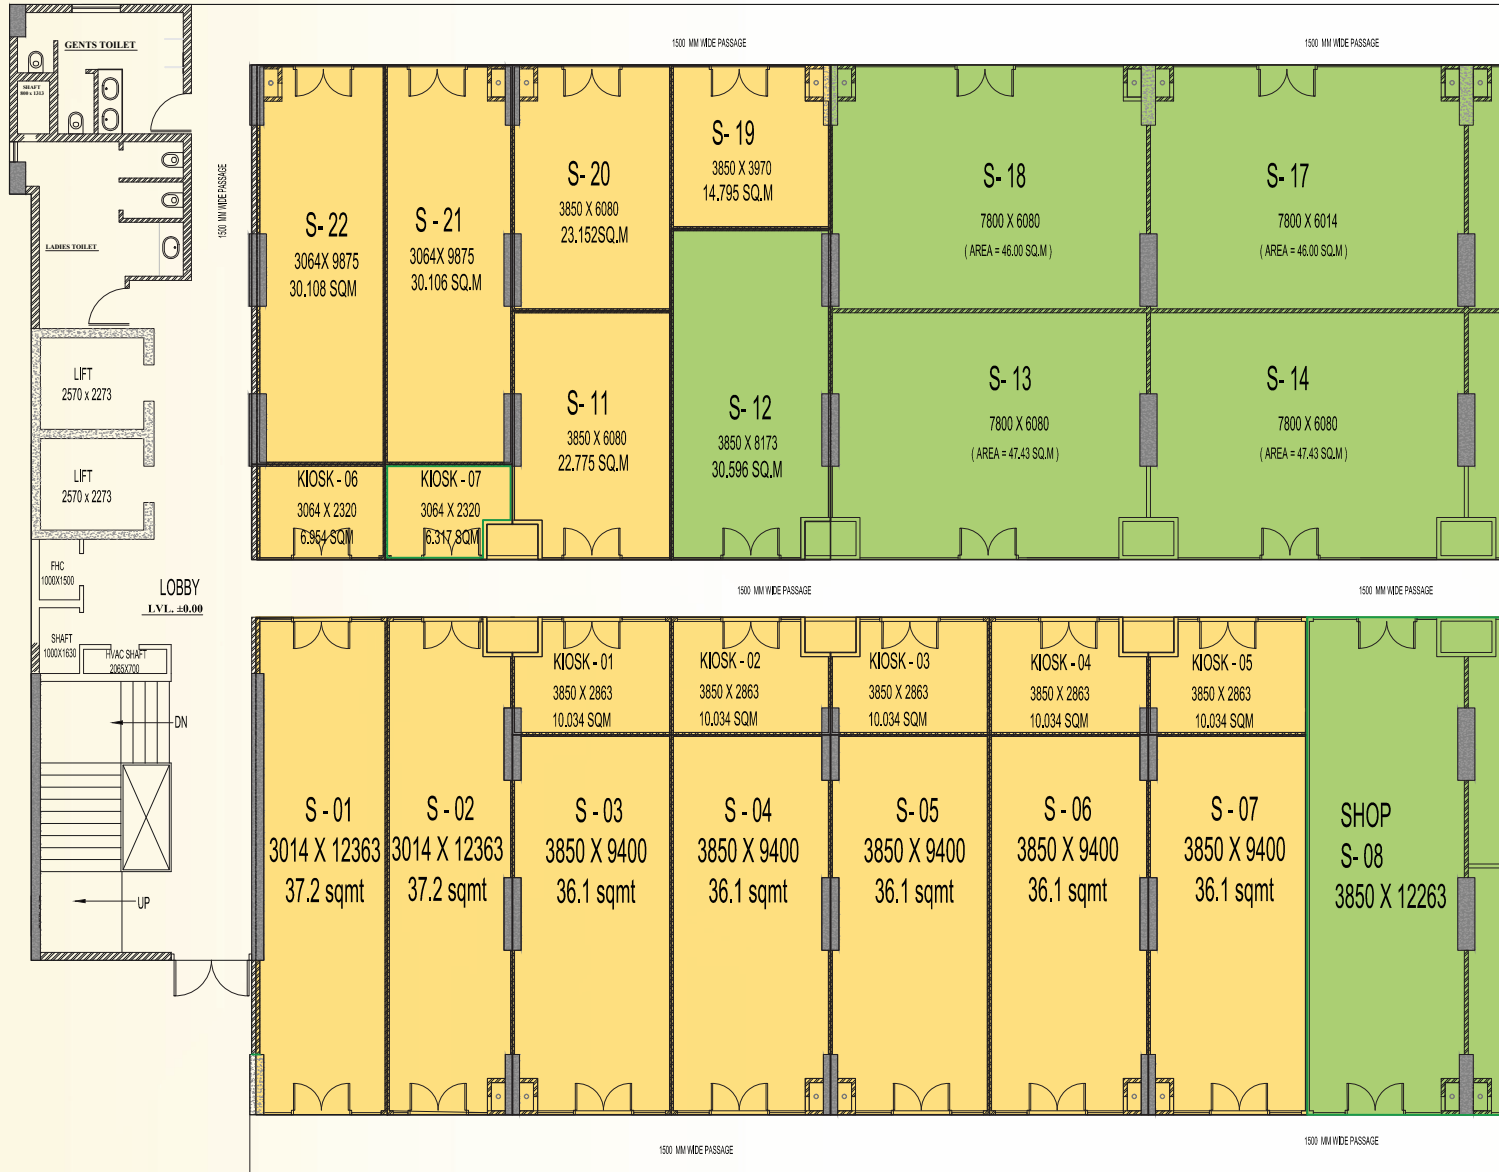 GENTS TOILET
SHAFT
800 x 1313
LADIES TOILET
1500 MM WIDE PASSAGE
1500 MM WIDE PASSAGE
1500 MM WIDE PASSAGE
S- 22
3064X 9875
30.108 SQM
S - 21
3064X 9875
30.106 SQ.M
S- 20
3850 X 6080
23.152SQ.M
S- 19
3850 X 3970
14.795 SQ.M
S- 18
7800 X 6080
( AREA = 46.00 SQ.M )
S- 17
7800 X 6014
( AREA = 46.00 SQ.M )
LIFT
2570 x 2273
LIFT
2570 x 2273
S- 11
3850 X 6080
22.775 SQ.M
S- 12
3850 X 8173
30.596 SQ.M
S- 13
7800 X 6080
( AREA = 47.43 SQ.M )
S- 14
7800 X 6080
( AREA = 47.43 SQ.M )
KIOSK - 06
3064 X 2320
6.954 SQM
KIOSK - 07
3064 X 2320
6.317 SQM
FHC
1000X1500
LOBBY
LVL. ±0.00
SHAFT
1000X1630
HVAC SHAFT
2065X700
DN
UP
1500 MM WIDE PASSAGE
1500 MM WIDE PASSAGE
KIOSK - 01
3850 X 2863
10.034 SQM
KIOSK - 02
3850 X 2863
10.034 SQM
KIOSK - 03
3850 X 2863
10.034 SQM
KIOSK - 04
3850 X 2863
10.034 SQM
KIOSK - 05
3850 X 2863
10.034 SQM
S - 01
3014 X 12363
37.2 sqmt
S - 02
3014 X 12363
37.2 sqmt
S - 03
3850 X 9400
36.1 sqmt
S - 04
3850 X 9400
36.1 sqmt
S- 05
3850 X 9400
36.1 sqmt
S - 06
3850 X 9400
36.1 sqmt
S - 07
3850 X 9400
36.1 sqmt
SHOP
S- 08
3850 X 12263
1500 MM WIDE PASSAGE
1500 MM WIDE PASSAGE